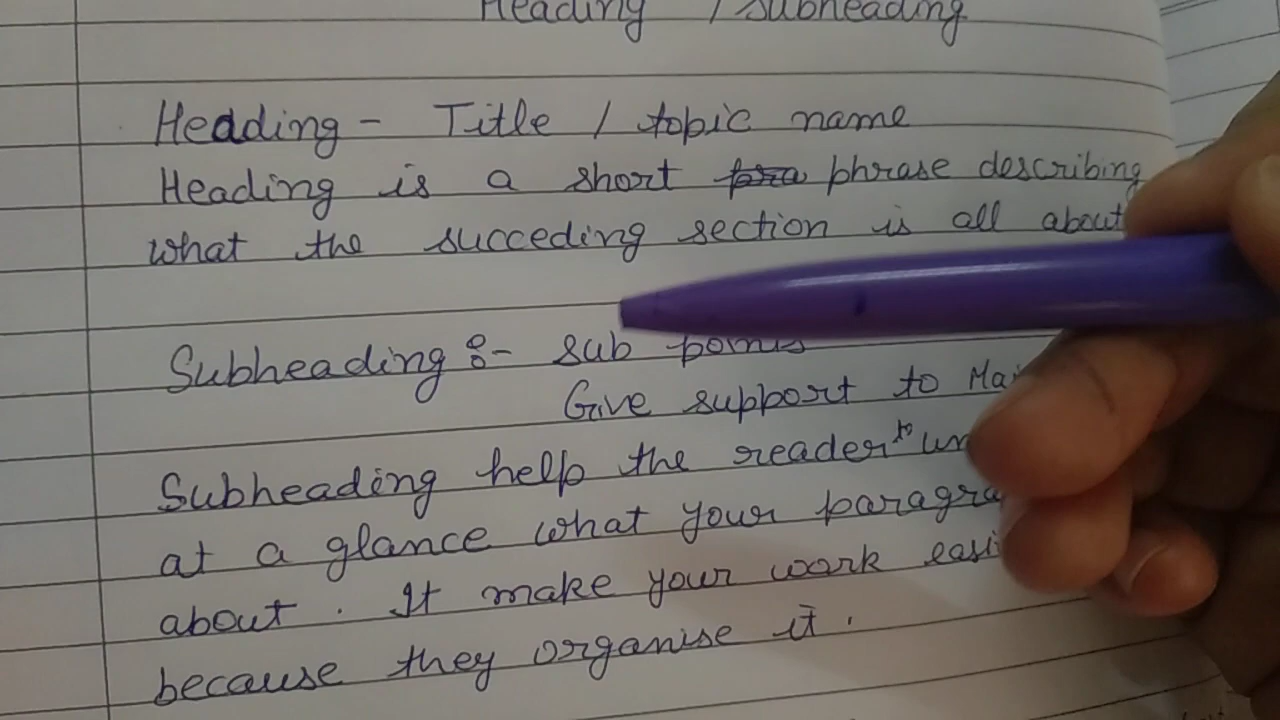 Heading / Subheading
Heading - Title / topic name
Heading is a short phrase describing
what the succeding section is all about
Subheading :- sub points
Give support to
Subheading help the reader to
at a glance what your
about . It make your work
because they organise it .